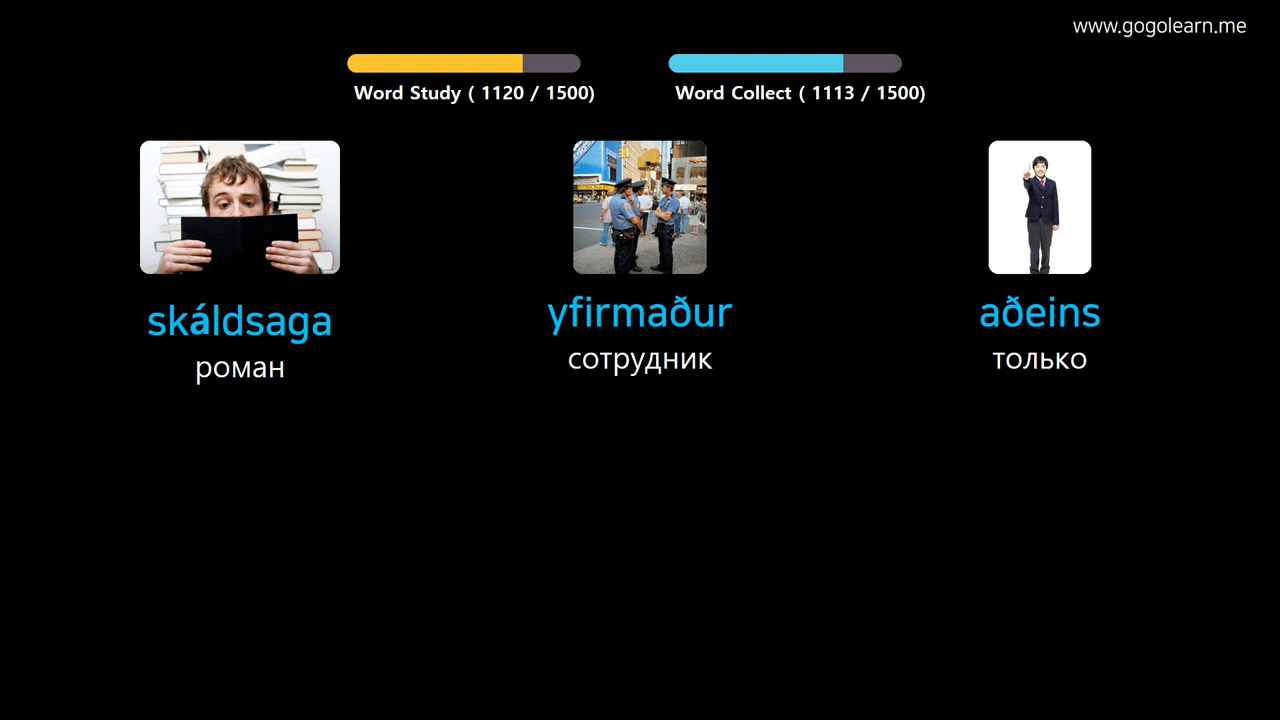 www.gogolearn.me
Word Study ( 1120 / 1500)
Word Collect ( 1113 / 1500)
skáldsaga
yfirmaður
aðeins
роман
сотрудник
только